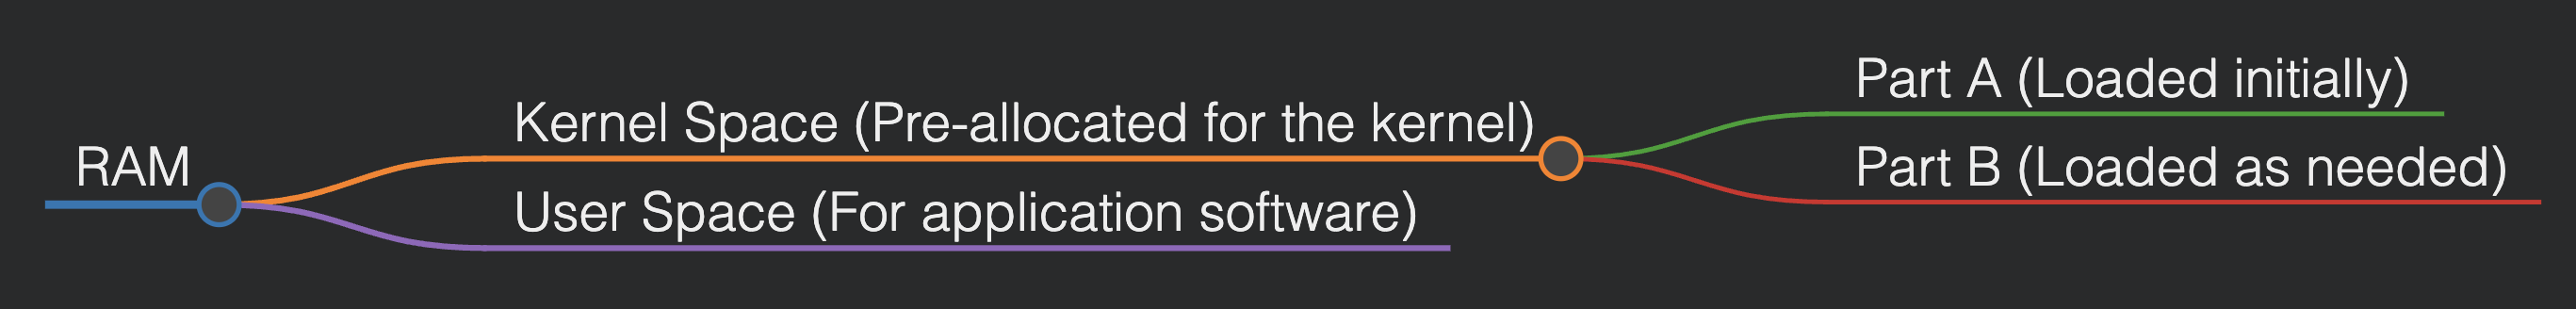 RAM
Kernel Space (Pre-allocated for the kernel)
User Space (For application software)
Part A (Loaded initially)
Part B (Loaded as needed)